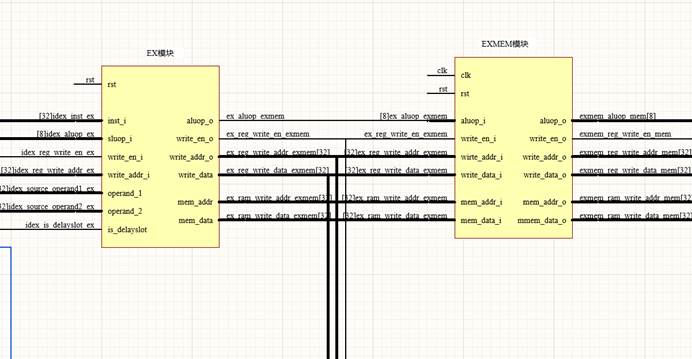 EX模块
rst
rst
[32]idex_inst_ex
inst_i
[8]idex_aluop_ex
sluop_i
idex_reg_write_en_ex
write_en_i
[32]idex_reg_write_addr_ex
write_addr_i
32]idex_source_operand1_ex
operand_1
32]idex_source_operand2_ex
operand_2
idex_is_delayslot_ex
is_delayslot
aluop_o
ex_aluop_exmem
write_en_o
ex_reg_write_en_exmem
write_addr_o
ex_reg_write_addr_exmem[32]
write_data
ex_reg_write_data_exmem[32]
mem_addr
ex_ram_write_addr_exmem[32]
mem_data
ex_ram_write_data_exmem[32]
EXMEM模块
clk
clk
rst
rst
[8]ex_aluop_exmem
aluop_i
ex_reg_write_en_exmem
write_en_i
[32]ex_reg_write_addr_exmem
wirte_addr_i
[32]ex_reg_write_data_exmem
write_data_i
[32]ex_ram_write_addr_exmem
mem_addr_i
[32]ex_ram_write_data_exmem
mem_data_i
aluop_o
exmem_aluop_mem[8]
write_en_o
exmem_reg_write_en_mem
write_addr_o
exmem_reg_write_addr_mem[32]
write_data_o
exmem_reg_write_data_mem[32]
mem_addr_o
exmem_ram_write_addr_mem[32
mmem_data_o
exmem_ram_write_data_mem[32